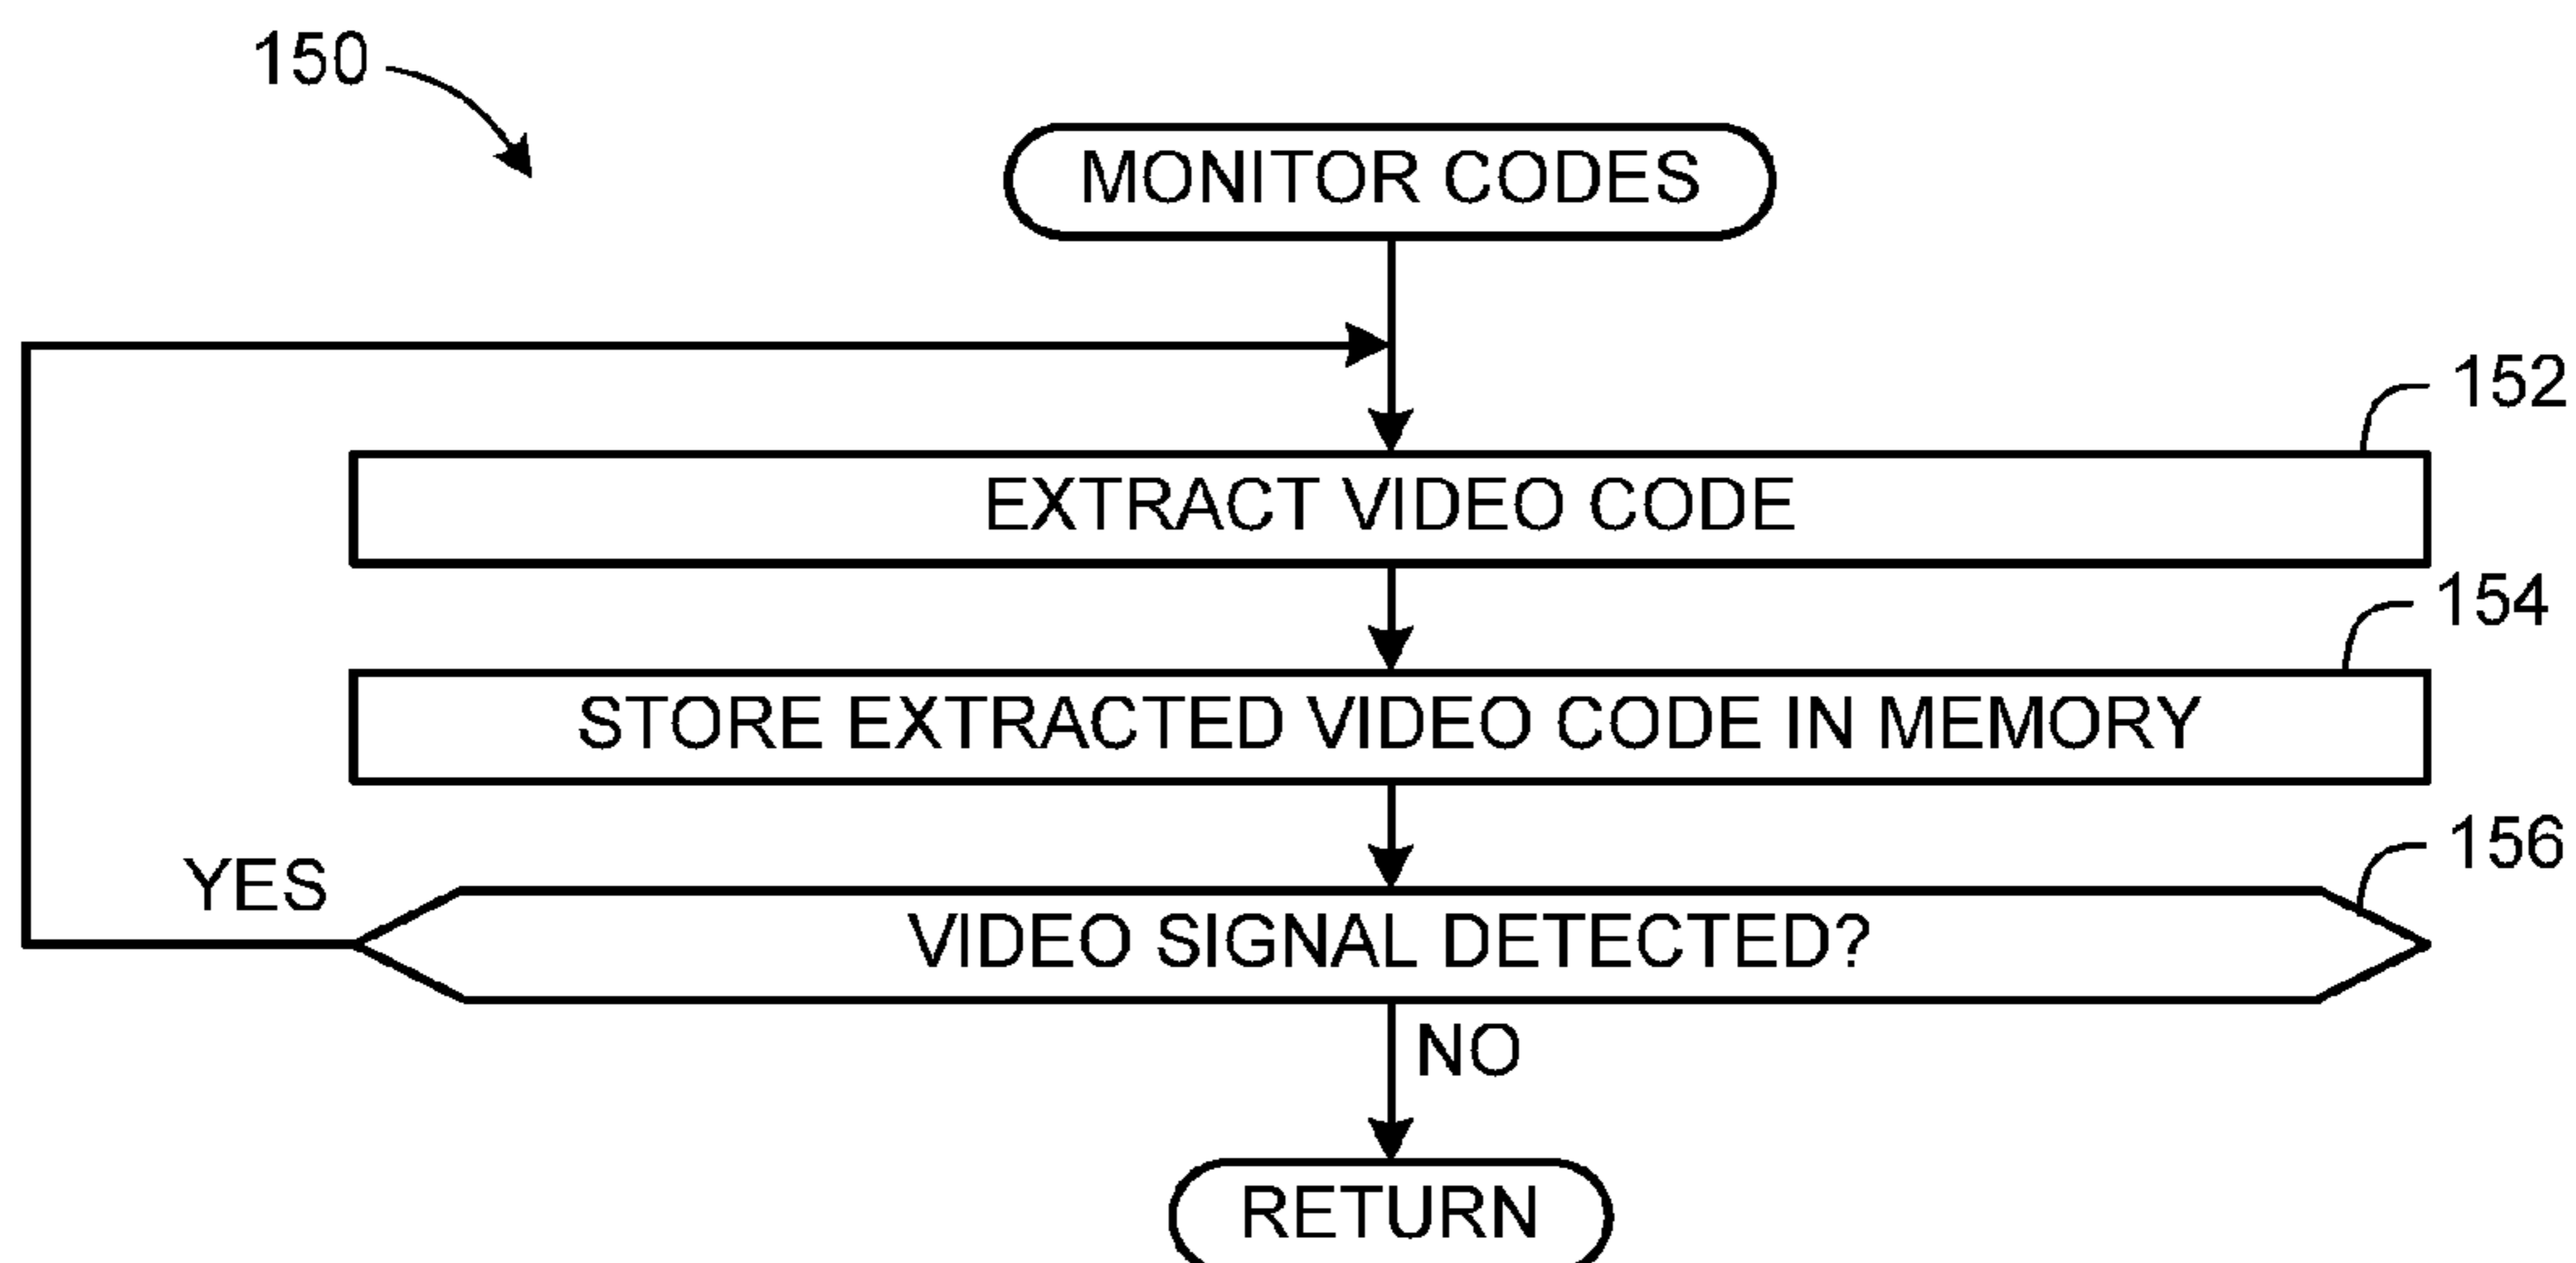 150
MONITOR CODES
152
EXTRACT VIDEO CODE
154
STORE EXTRACTED VIDEO CODE IN MEMORY
156
YES
VIDEO SIGNAL DETECTED?
NO
RETURN